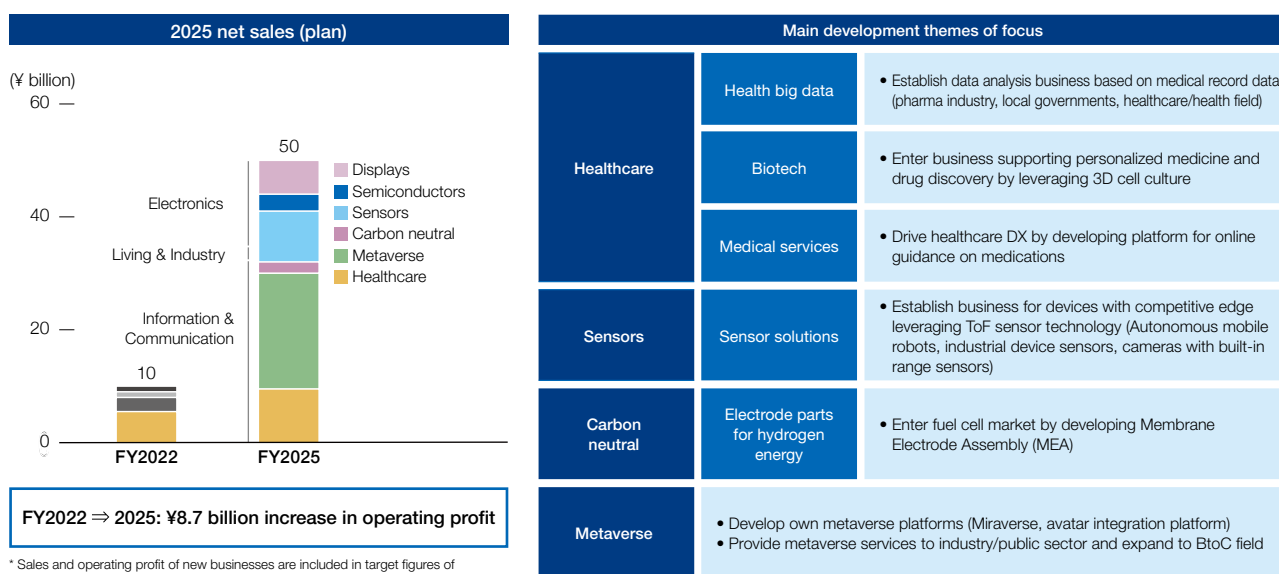 2025 net sales (plan)
(¥ billion)
60
40
20
0
50
10
Electronics
Living & Industry
Information &
Communication
Displays
Semiconductors
Sensors
Carbon neutral
Metaverse
Healthcare
FY2022
FY2025
FY2022 ⇒ 2025: ¥8.7 billion increase in operating profit
* Sales and operating profit of new businesses are included in target figures of
Main development themes of focus
Healthcare
Health big data
• Establish data analysis business based on medical record data
(pharma industry, local governments, healthcare/health field)
Biotech
• Enter business supporting personalized medicine and
drug discovery by leveraging 3D cell culture
Medical services
• Drive healthcare DX by developing platform for online
guidance on medications
Sensors
Sensor solutions
• Establish business for devices with competitive edge
leveraging ToF sensor technology (Autonomous mobile
robots, industrial device sensors, cameras with built-in
range sensors)
Carbon
neutral
Electrode parts
for hydrogen
energy
• Enter fuel cell market by developing Membrane
Electrode Assembly (MEA)
Metaverse
• Develop own metaverse platforms (Miraverse, avatar integration platform)
• Provide metaverse services to industry/public sector and expand to BtoC field